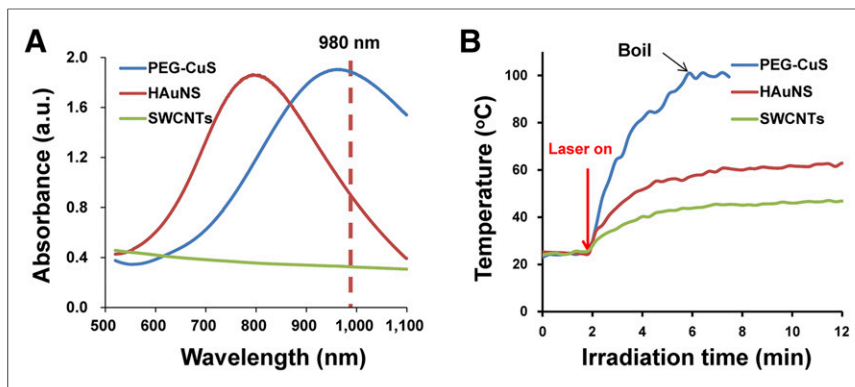 A
980 nm
2.0
1.6
1.2
0.8
0.4
0.0
Absorbance (a.u.)
PEG-CuS
HAuNS
SWCNTs
500 600 700 800 900 1,000 1,100
Wavelength (nm)
B
Boil
100
80
60
40
20
0
Temperature (°C)
PEG-CuS
HAuNS
SWCNTs
Laser on
0 2 4 6 8 10 12
Irradiation time (min)